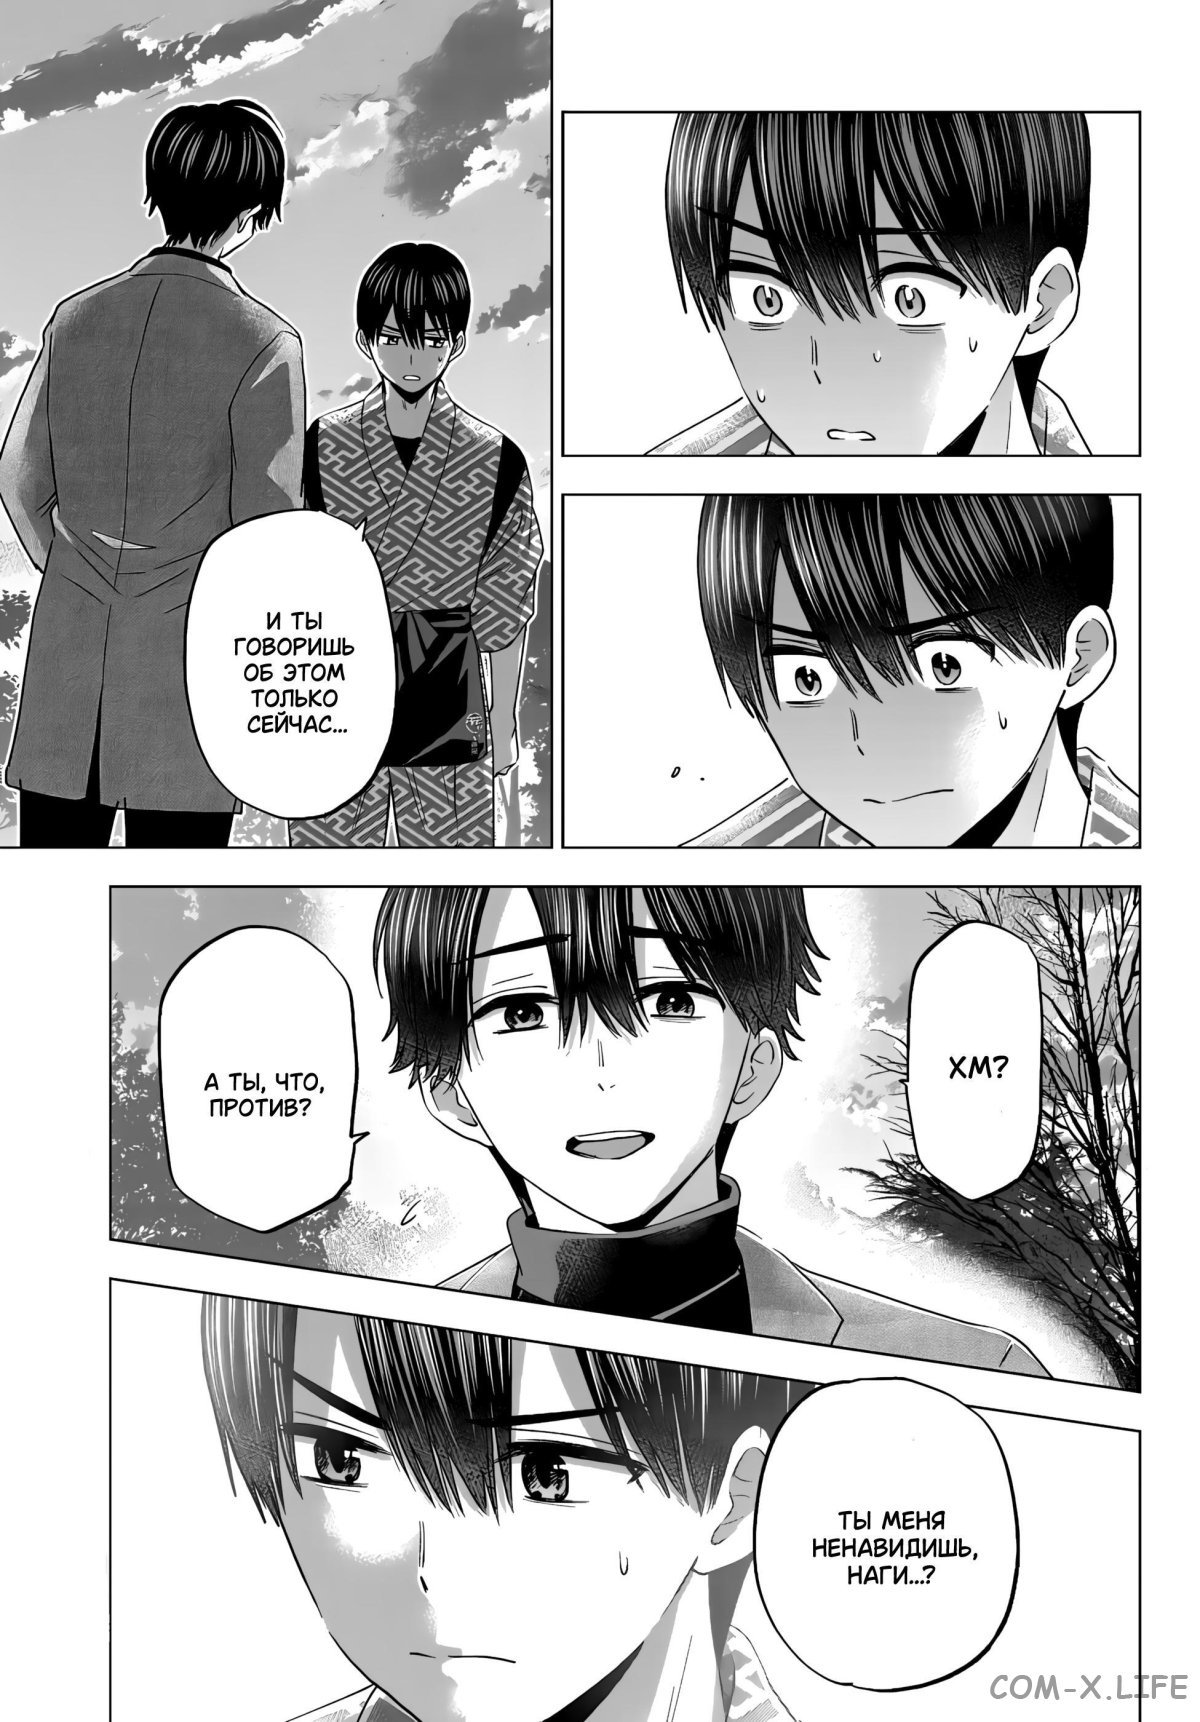 И ТЫ
ГОВОРИШЬ
ОБ ЭТОМ
ТОЛЬКО
СЕЙЧАС...
ХМ?
А ТЫ, ЧТО,
ПРОТИВ?
ТЫ МЕНЯ
НЕНАВИДИШЬ,
НАГИ...?
COM-X.LIFE